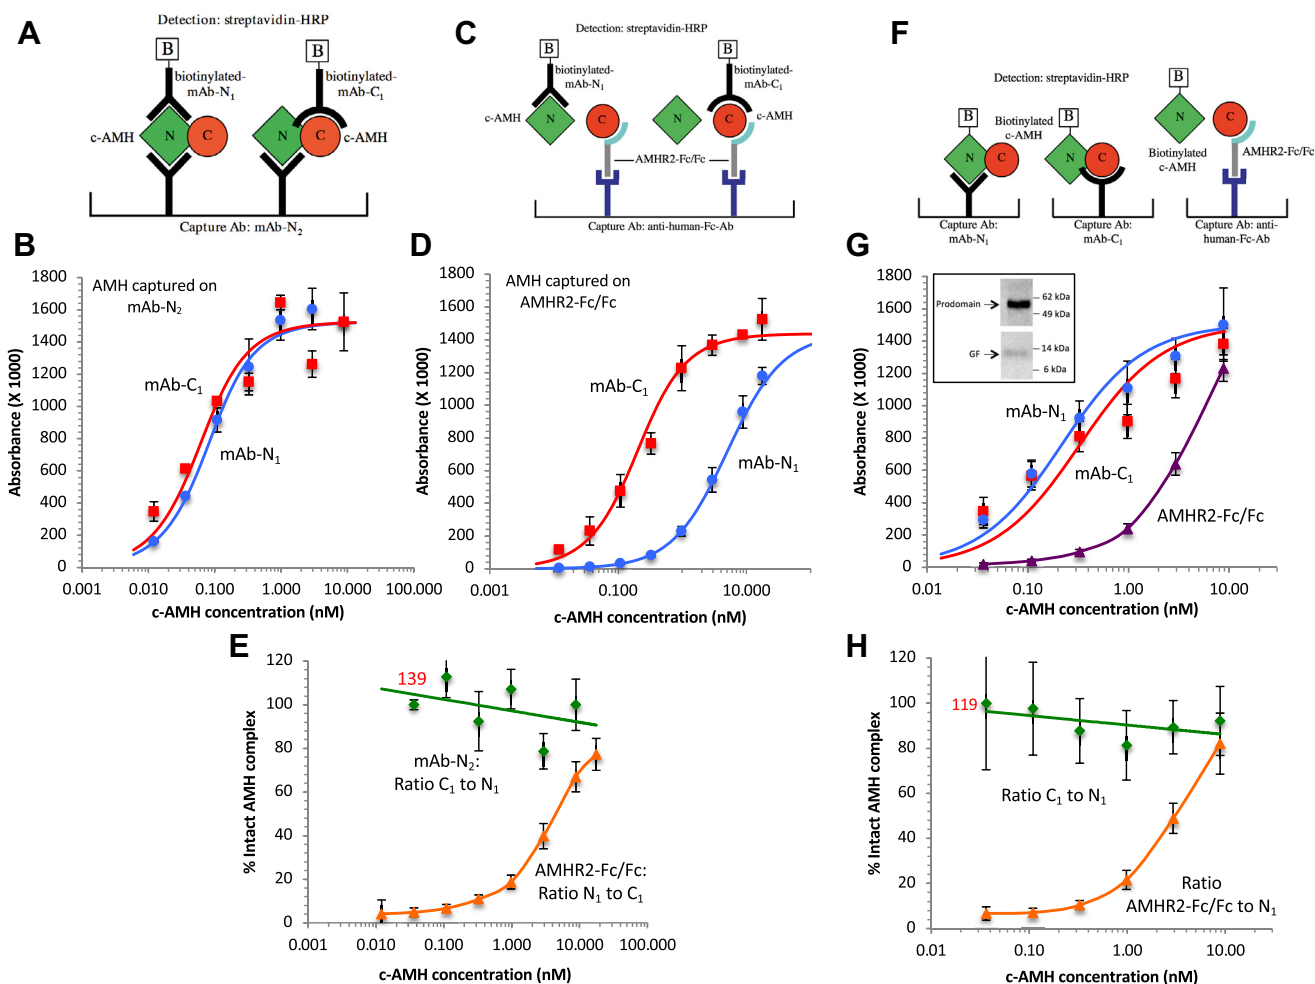 A
Detection: streptavidin-HRP
B
B
biotinylated-
mAb-N1
biotinylated-
mAb-C1
c-AMH
N
C
N
C
c-AMH
Capture Ab: mAb-N2
C
Detection: streptavidin-HRP
B
B
biotinylated-
mAb-N1
biotinylated-
mAb-C1
c-AMH
N
C
N
C
c-AMH
AMHR2-Fc/Fc
Capture Ab: anti-human-Fc-Ab
F
Detection: streptavidin-HRP
B
B
B
Biotinylated
c-AMH
N
C
N
C
N
C
Biotinylated
c-AMH
AMHR2-Fc/Fc
Capture Ab:
mAb-N1
Capture Ab:
mAb-C1
Capture Ab: anti-
human-Fc-Ab
B
AMH captured on
mAb-N2
mAb-C1
mAb-N1
Absorbance (X 1000)
1800
1600
1400
1200
1000
800
600
400
200
0
0.001
0.010
0.100
1.000
10.000
100.000
c-AMH concentration (nM)
D
AMH captured on
AMHR2-Fc/Fc
mAb-C1
mAb-N1
Absorbance (X 1000)
1800
1600
1400
1200
1000
800
600
400
200
0
0.001
0.100
10.000
c-AMH concentration (nM)
G
Prodomain
62 kDa
49 kDa
GF
14 kDa
6 kDa
mAb-N1
mAb-C1
AMHR2-Fc/Fc
Absorbance (X 1000)
1800
1600
1400
1200
1000
800
600
400
200
0
0.01
0.10
1.00
10.00
c-AMH concentration (nM)
E
139
mAb-N2:
Ratio C1 to N1
AMHR2-Fc/Fc:
Ratio N1 to C1
% Intact AMH complex
120
100
80
60
40
20
0
0.001
0.010
0.100
1.000
10.000
100.000
c-AMH concentration (nM)
H
119
Ratio C1 to N1
Ratio
AMHR2-Fc/Fc to N1
% Intact AMH complex
120
100
80
60
40
20
0
0.01
0.10
1.00
10.00
c-AMH concentration (nM)